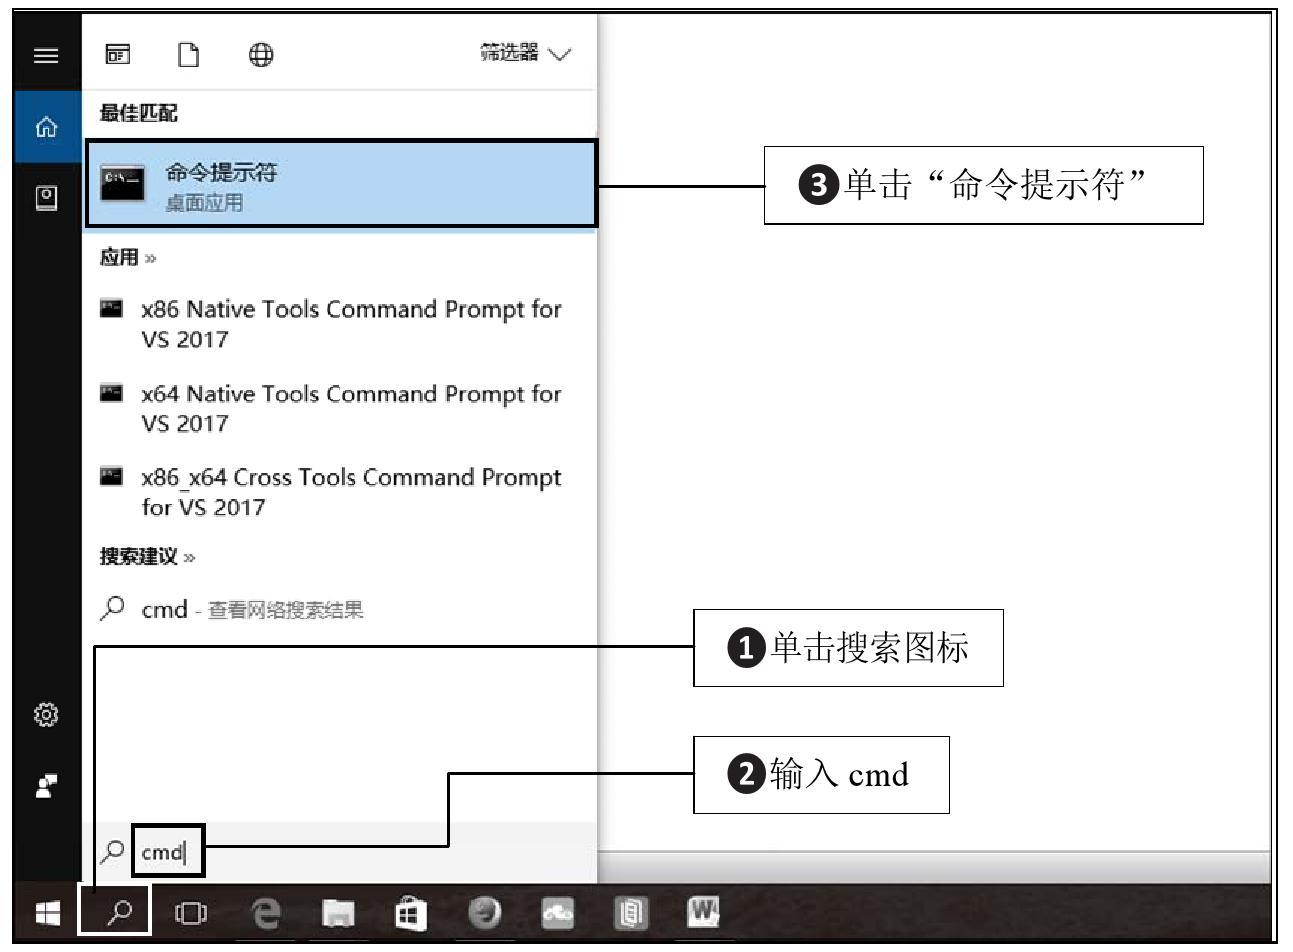 筛选器
最佳匹配
命令提示符
桌面应用
❸单击“命令提示符”
应用 »
x86 Native Tools Command Prompt for
VS 2017
x64 Native Tools Command Prompt for
VS 2017
x86_x64 Cross Tools Command Prompt
for VS 2017
搜索建议 »
cmd - 查看网络搜索结果
❶单击搜索图标
❷输入 cmd
cmd